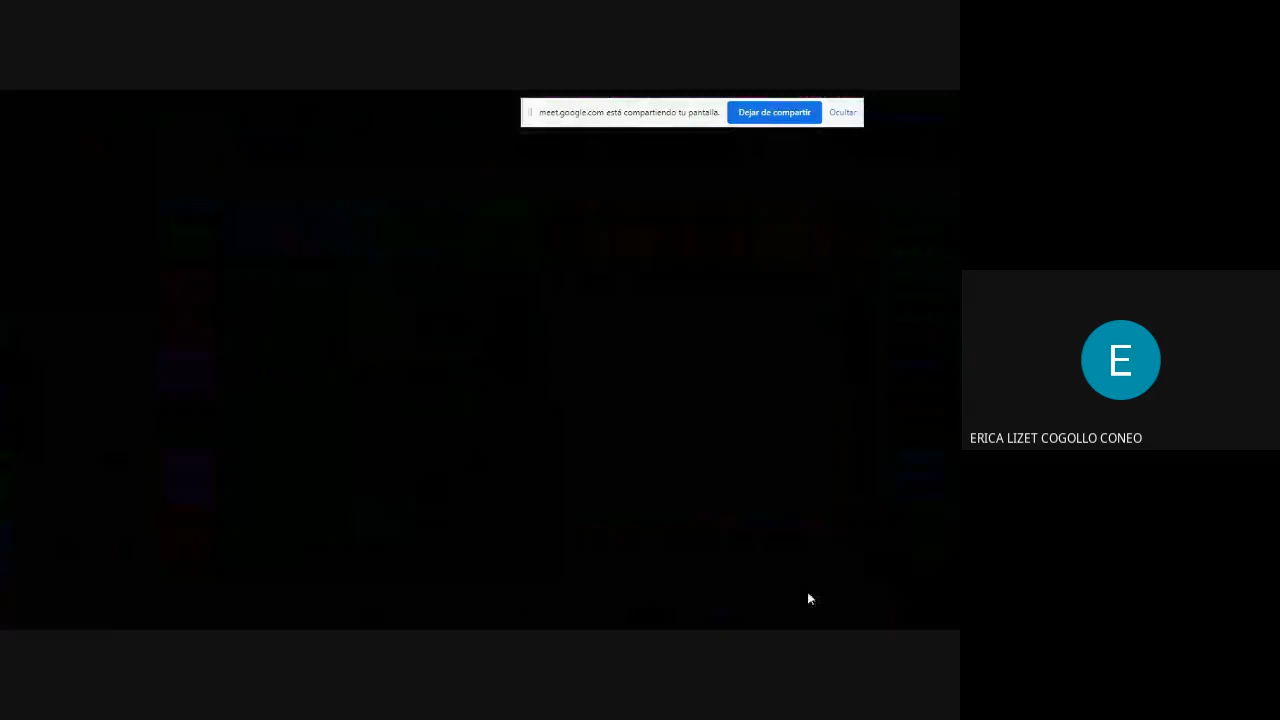 meet.google.com está compartiendo tu pantalla. Dejar de compartir Ocultar
E
ERICA LIZET COGOLLO CONEO